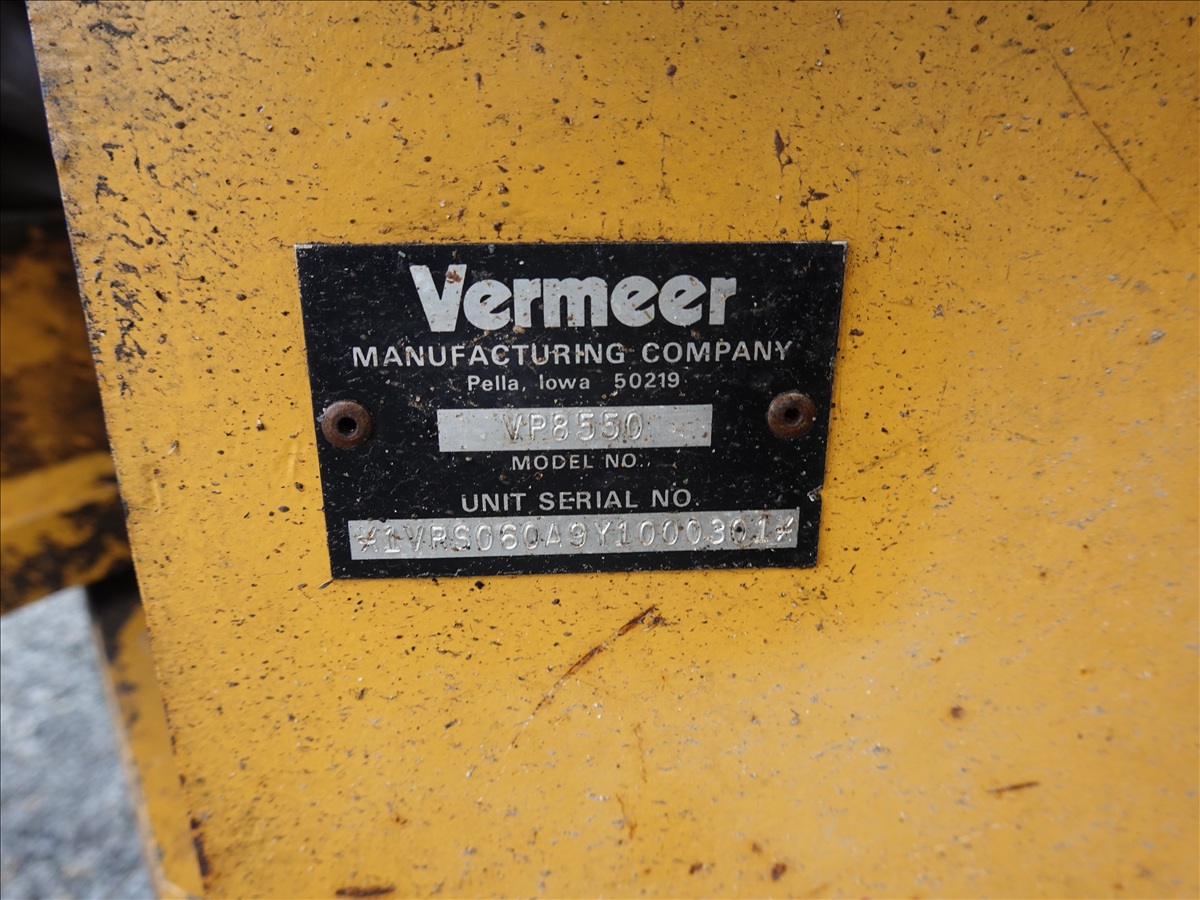 Vermeer
MANUFACTURING COMPANY
Pella, Iowa 50219
VP8550
MODEL NO.
UNIT SERIAL NO.
*1VRS060A9Y1000301*